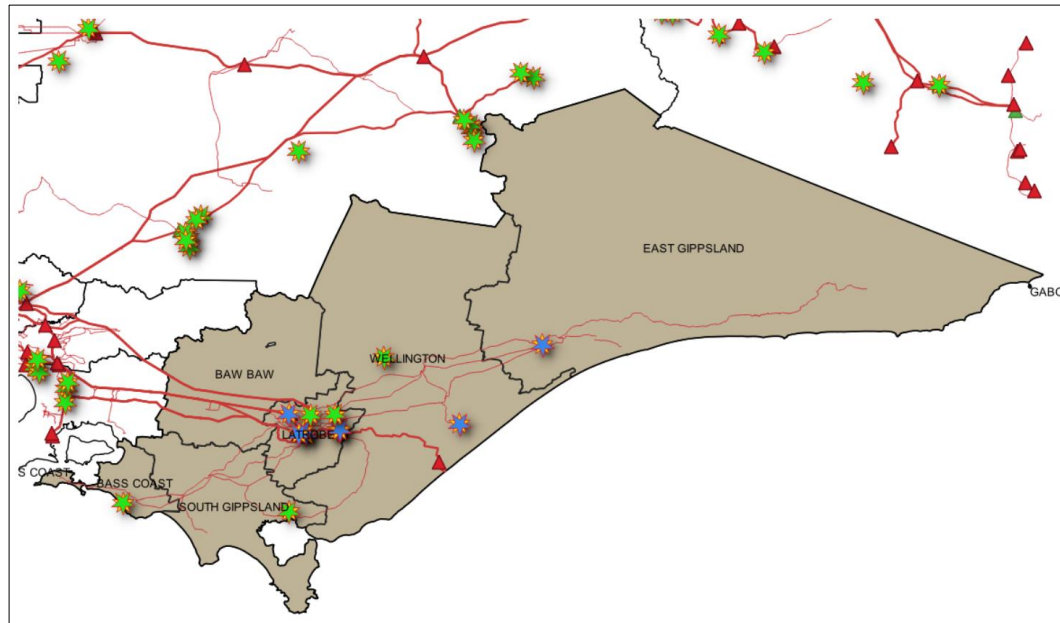 EAST GIPPSLAND
GABO
WELLINGTON
BAW BAW
LATROBE
S COAST
BASS COAST
SOUTH GIPPSLAND